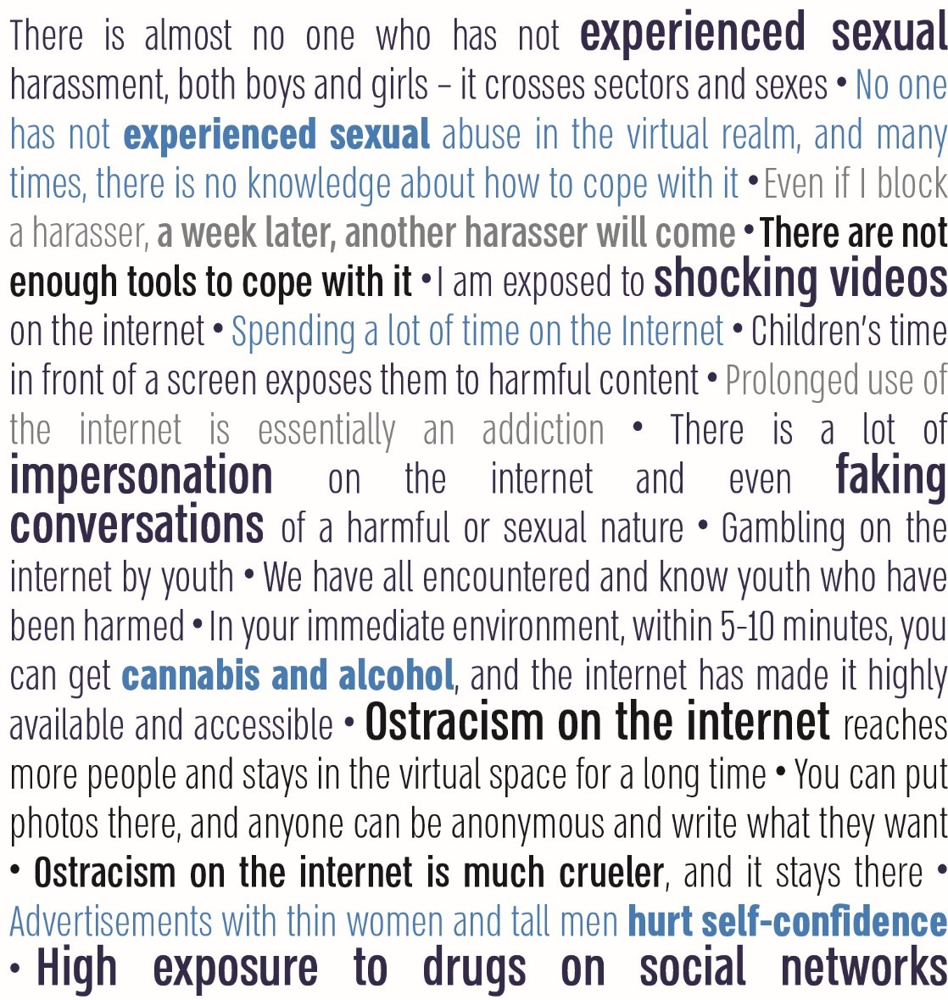 There is almost no one who has not experienced sexual
harassment, both boys and girls – it crosses sectors and sexes • No one
has not experienced sexual abuse in the virtual realm, and many
times, there is no knowledge about how to cope with it • Even if I block
a harasser, a week later, another harasser will come • There are not
enough tools to cope with it • I am exposed to shocking videos
on the internet • Spending a lot of time on the Internet • Children's time
in front of a screen exposes them to harmful content • Prolonged use of
the internet is essentially an addiction • There is a lot of
impersonation on the internet and even faking
conversations of a harmful or sexual nature • Gambling on the
internet by youth • We have all encountered and know youth who have
been harmed • In your immediate environment, within 5-10 minutes, you
can get cannabis and alcohol, and the internet has made it highly
available and accessible • Ostracism on the internet reaches
more people and stays in the virtual space for a long time • You can put
photos there, and anyone can be anonymous and write what they want
• Ostracism on the internet is much crueler, and it stays there •
Advertisements with thin women and tall men hurt self-confidence
• High exposure to drugs on social networks